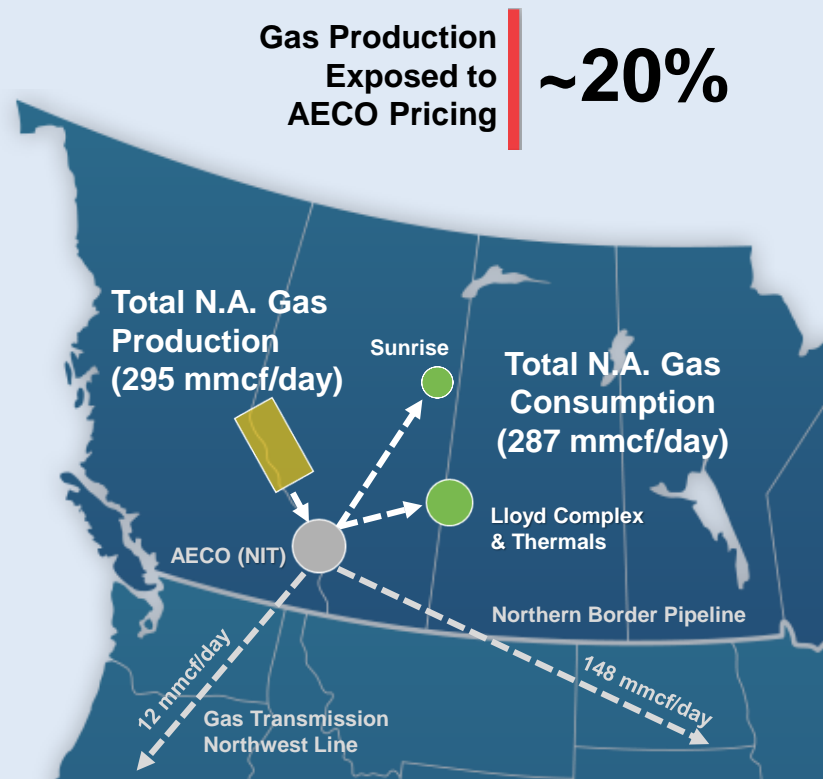 Gas Production
Exposed to
AECO Pricing
~20%
Total N.A. Gas
Production
(295 mmcf/day)
Sunrise
Total N.A. Gas
Consumption
(287 mmcf/day)
Lloyd Complex
& Thermals
AECO (NIT)
Northern Border Pipeline
148 mmcf/day
12 mmcf/day
Gas Transmission
Northwest Line